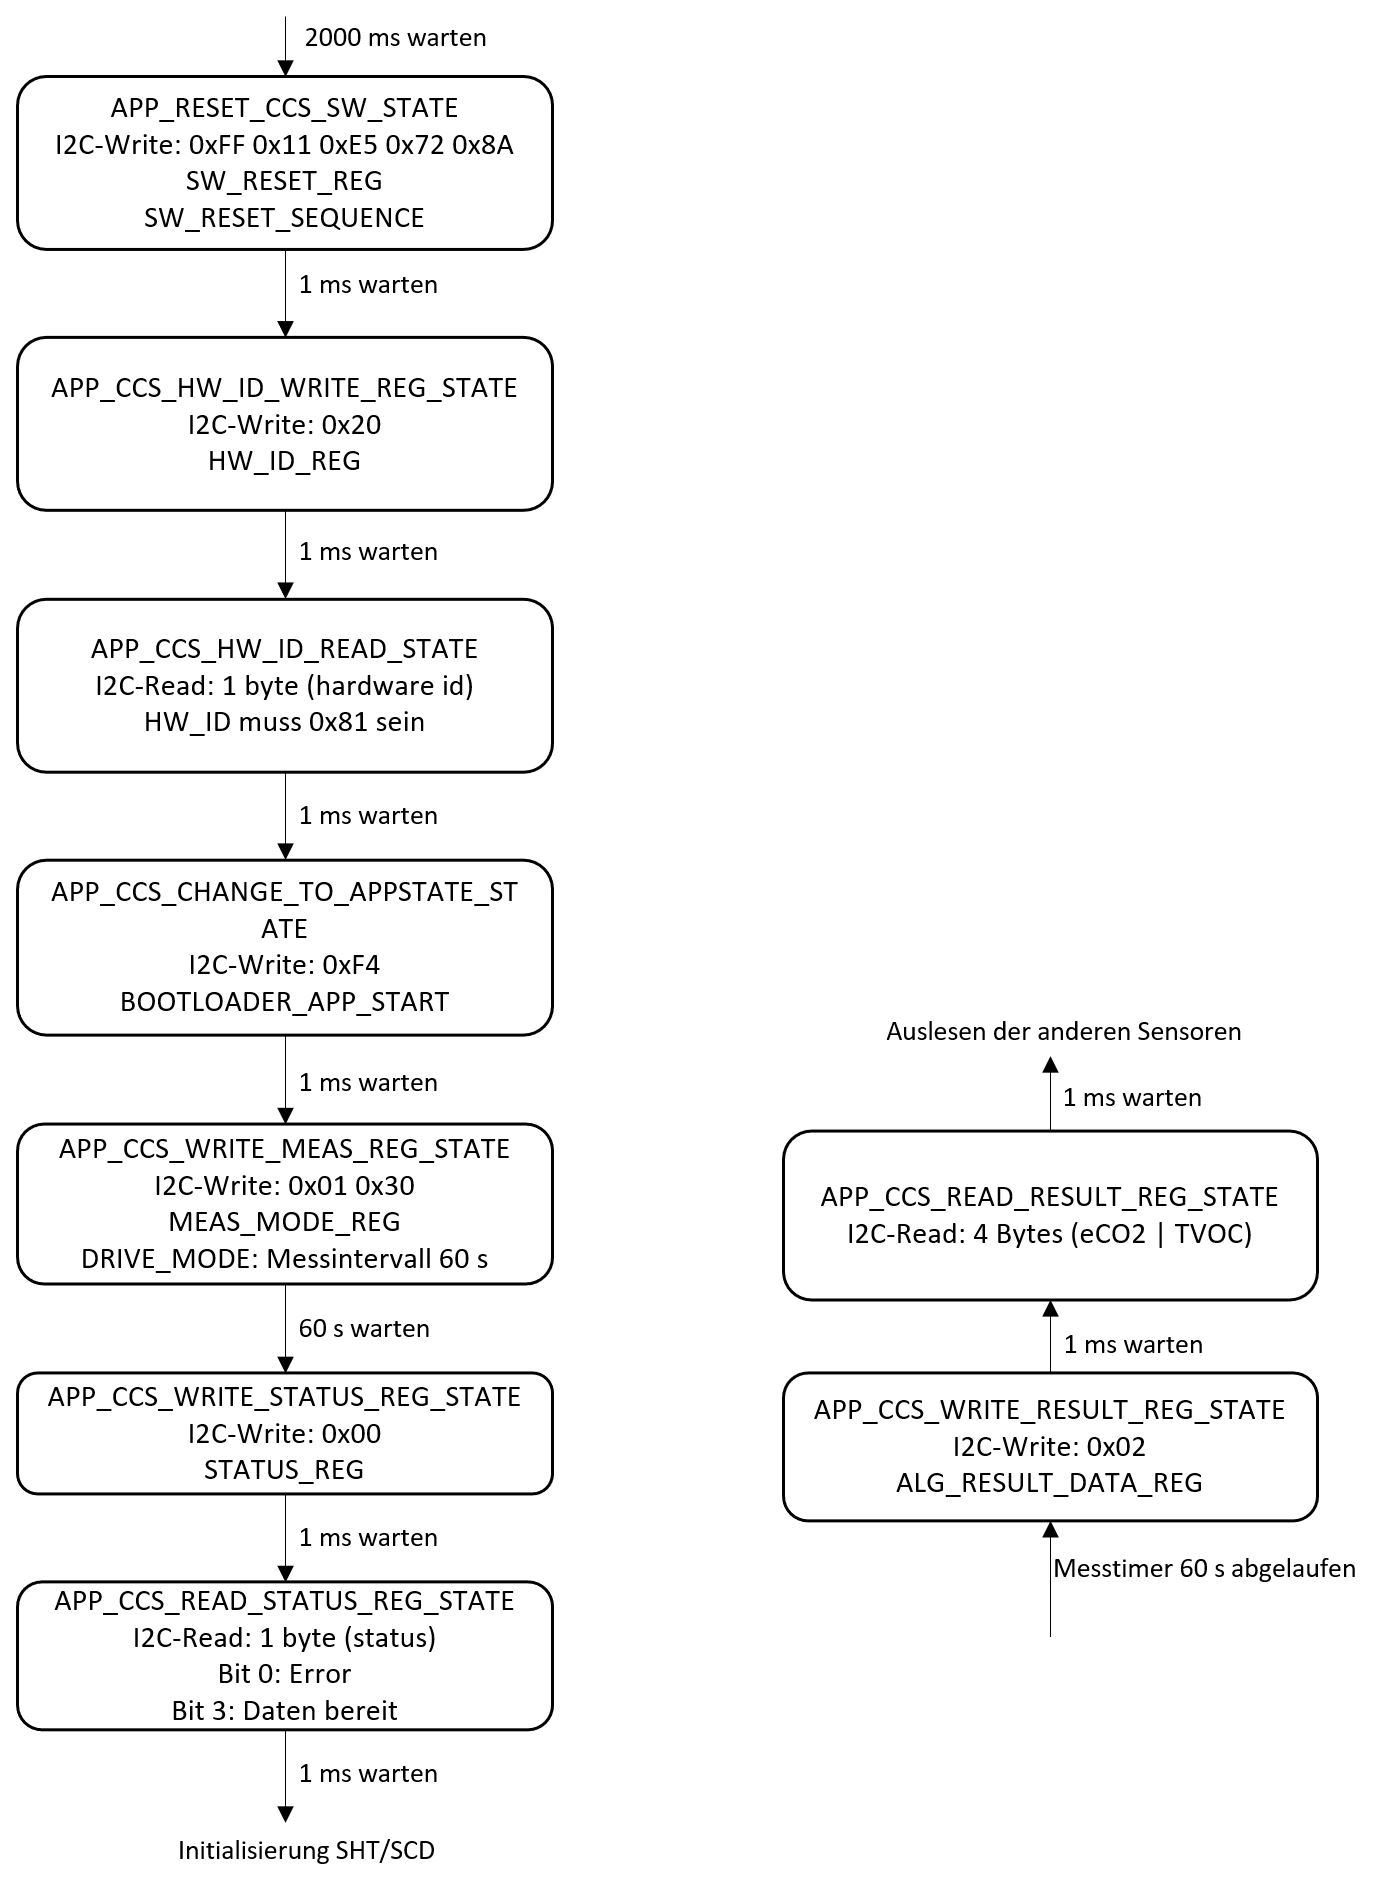 2000 ms warten
APP_RESET_CCS_SW_STATE
I2C-Write: 0xFF 0x11 0xE5 0x72 0x8A
SW_RESET_REG
SW_RESET_SEQUENCE
1 ms warten
APP_CCS_HW_ID_WRITE_REG_STATE
I2C-Write: 0x20
HW_ID_REG
1 ms warten
APP_CCS_HW_ID_READ_STATE
I2C-Read: 1 byte (hardware id)
HW_ID muss 0x81 sein
1 ms warten
APP_CCS_CHANGE_TO_APPSTATE_ST
ATE
I2C-Write: 0xF4
BOOTLOADER_APP_START
1 ms warten
APP_CCS_WRITE_MEAS_REG_STATE
I2C-Write: 0x01 0x30
MEAS_MODE_REG
DRIVE_MODE: Messintervall 60 s
60 s warten
APP_CCS_WRITE_STATUS_REG_STATE
I2C-Write: 0x00
STATUS_REG
1 ms warten
APP_CCS_READ_STATUS_REG_STATE
I2C-Read: 1 byte (status)
Bit 0: Error
Bit 3: Daten bereit
1 ms warten
Initialisierung SHT/SCD
Auslesen der anderen Sensoren
1 ms warten
APP_CCS_READ_RESULT_REG_STATE
I2C-Read: 4 Bytes (eCO2 | TVOC)
1 ms warten
APP_CCS_WRITE_RESULT_REG_STATE
I2C-Write: 0x02
ALG_RESULT_DATA_REG
Messtimer 60 s abgelaufen